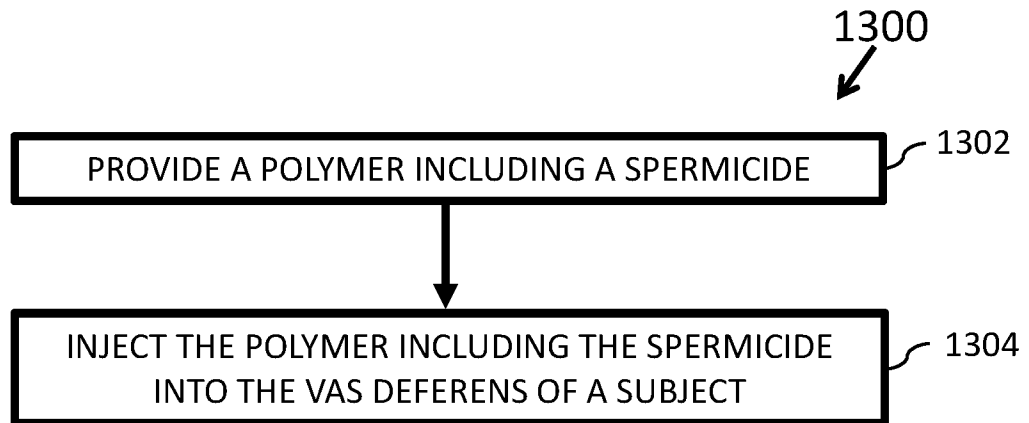 1300
PROVIDE A POLYMER INCLUDING A SPERMICIDE
1302
INJECT THE POLYMER INCLUDING THE SPERMICIDE
INTO THE VAS DEFERENS OF A SUBJECT
1304